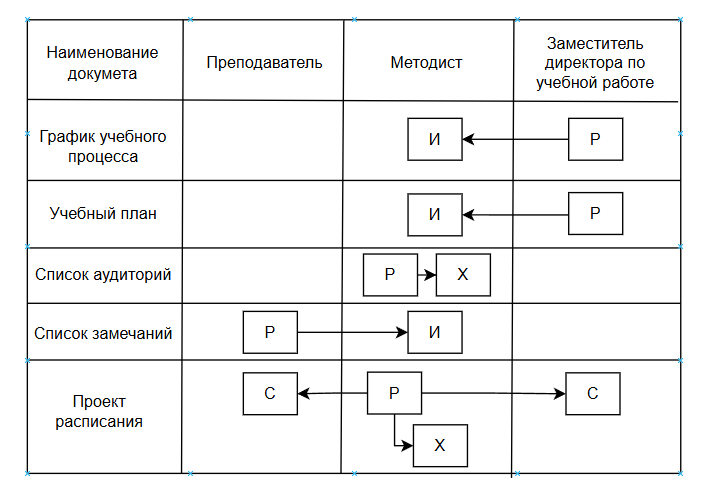 Наименование
докумета
Преподаватель
Методист
Заместитель
директора по
учебной работе
График учебного
процесса
И
Р
Учебный план
И
Р
Список аудиторий
Р
Х
Список замечаний
Р
И
Проект
расписания
С
Р
С
Х